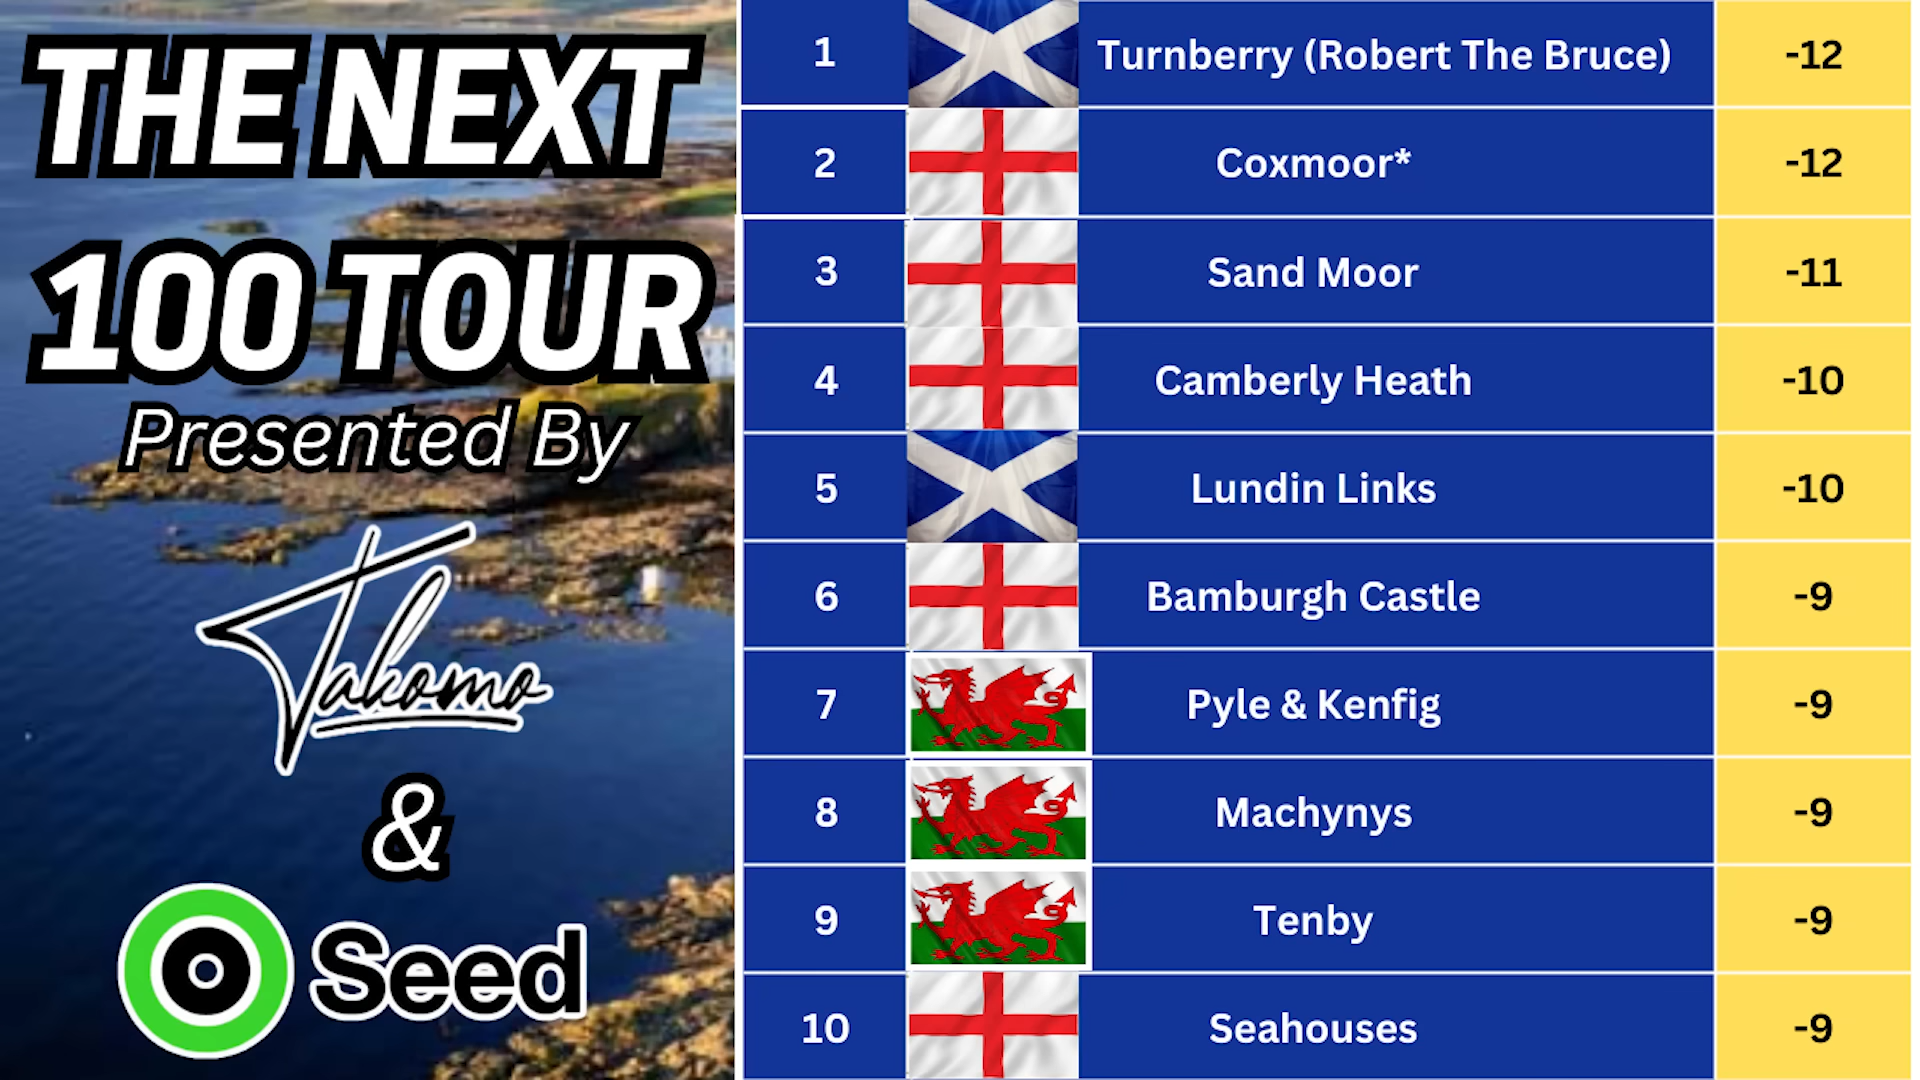 THE NEXT
100 TOUR
Presented By
Takomo
&
Seed
1 Turnberry (Robert The Bruce) -12
2 Coxmoor* -12
3 Sand Moor -11
4 Camberly Heath -10
5 Lundin Links -10
6 Bamburgh Castle -9
7 Pyle & Kenfig -9
8 Machynys -9
9 Tenby -9
10 Seahouses -9